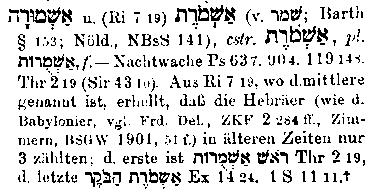 אַשְׁמוּרָה u. (Ri 7 19) אַשְׁמֹרֶת (v. שׁמר; Barth
§ 153; Nöld., NBsS 141), cstr. אַשְׁמֹרֶת, pl.
אַשְׁמֻרוֹת, f. — Nachtwache Ps 63 7. 90 4. 119 148.
Thr 2 19 (Sir 43 10). Aus Ri 7 19, wo d. mittlere
genannt ist, erhellt, daß die Hebräer (wie d.
Babylonier, vgl. Frd. Del., ZKF 2 284 ff., Zim-
mern, BSGW 1901, 51 f.) in älteren Zeiten nur
3 zählten; d. erste ist רֹאשׁ אַשְׁמֻרוֹת Thr 2 19,
d. letzte אַשְׁמֹרֶת הַבֹּקֶר Ex 14 24. 1 S 11 11.†